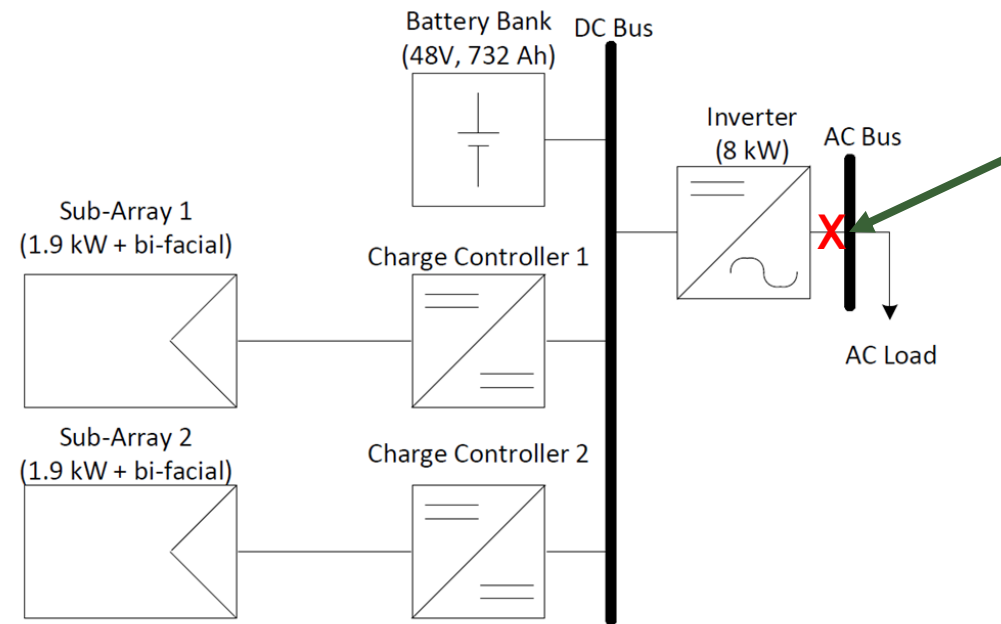 Battery Bank
(48V, 732 Ah)
DC Bus
Inverter
(8 kW)
AC Bus
X
Sub-Array 1
(1.9 kW + bi-facial)
Charge Controller 1
AC Load
Sub-Array 2
(1.9 kW + bi-facial)
Charge Controller 2